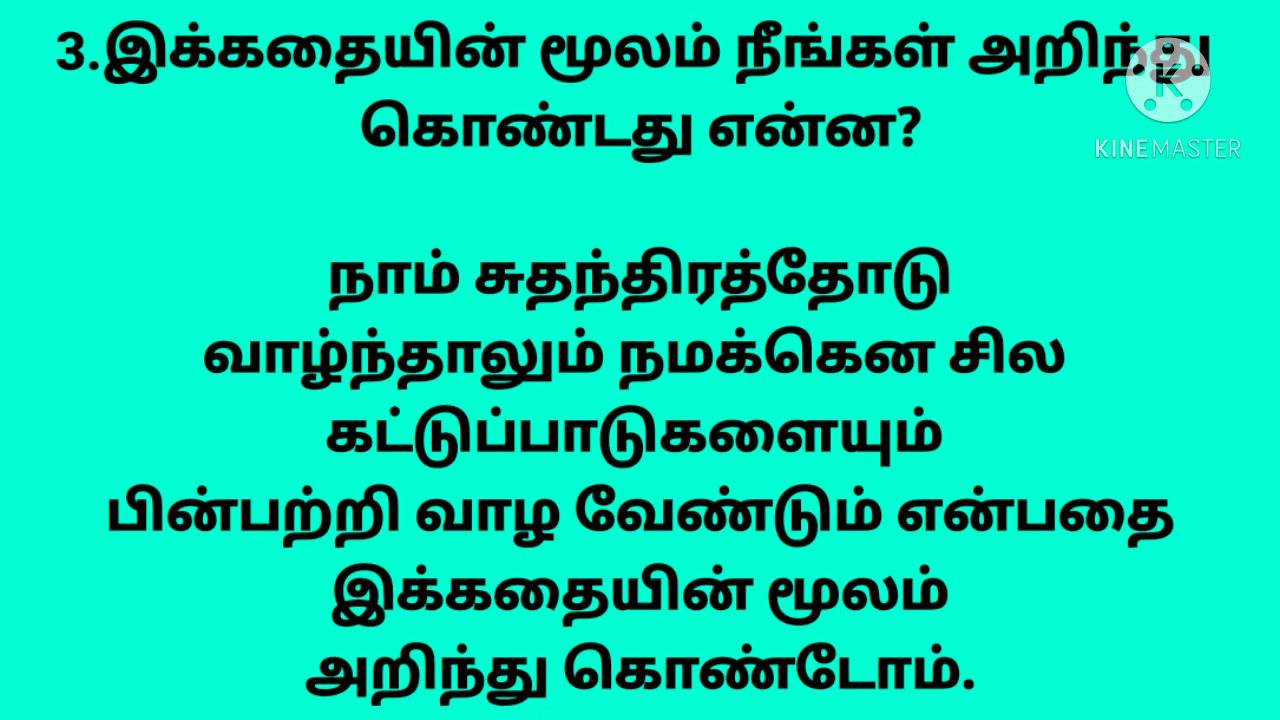 3.இக்கதையின் மூலம் நீங்கள் அறிந்து
கொண்டது என்ன?
KINEMASTER
நாம் சுதந்திரத்தோடு
வாழ்ந்தாலும் நமக்கென சில
கட்டுப்பாடுகளையும்
பின்பற்றி வாழ வேண்டும் என்பதை
இக்கதையின் மூலம்
அறிந்து கொண்டோம்.